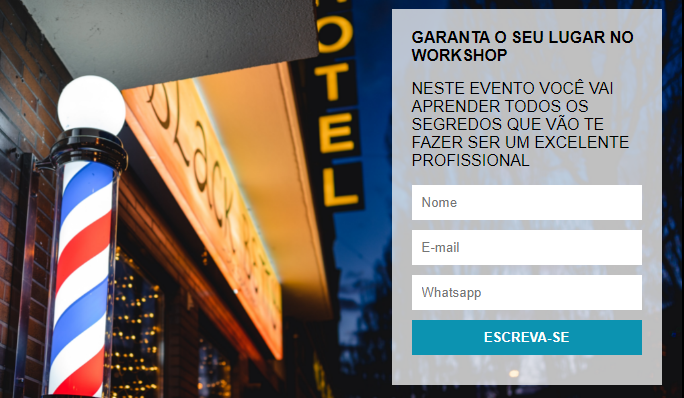 HOTEL
BLACK
GARANTA O SEU LUGAR NO
WORKSHOP
NESTE EVENTO VOCÊ VAI
APRENDER TODOS OS
SEGREDOS QUE VÃO TE
FAZER SER UM EXCELENTE
PROFISSIONAL
Nome
E-mail
Whatsapp
ESCREVA-SE